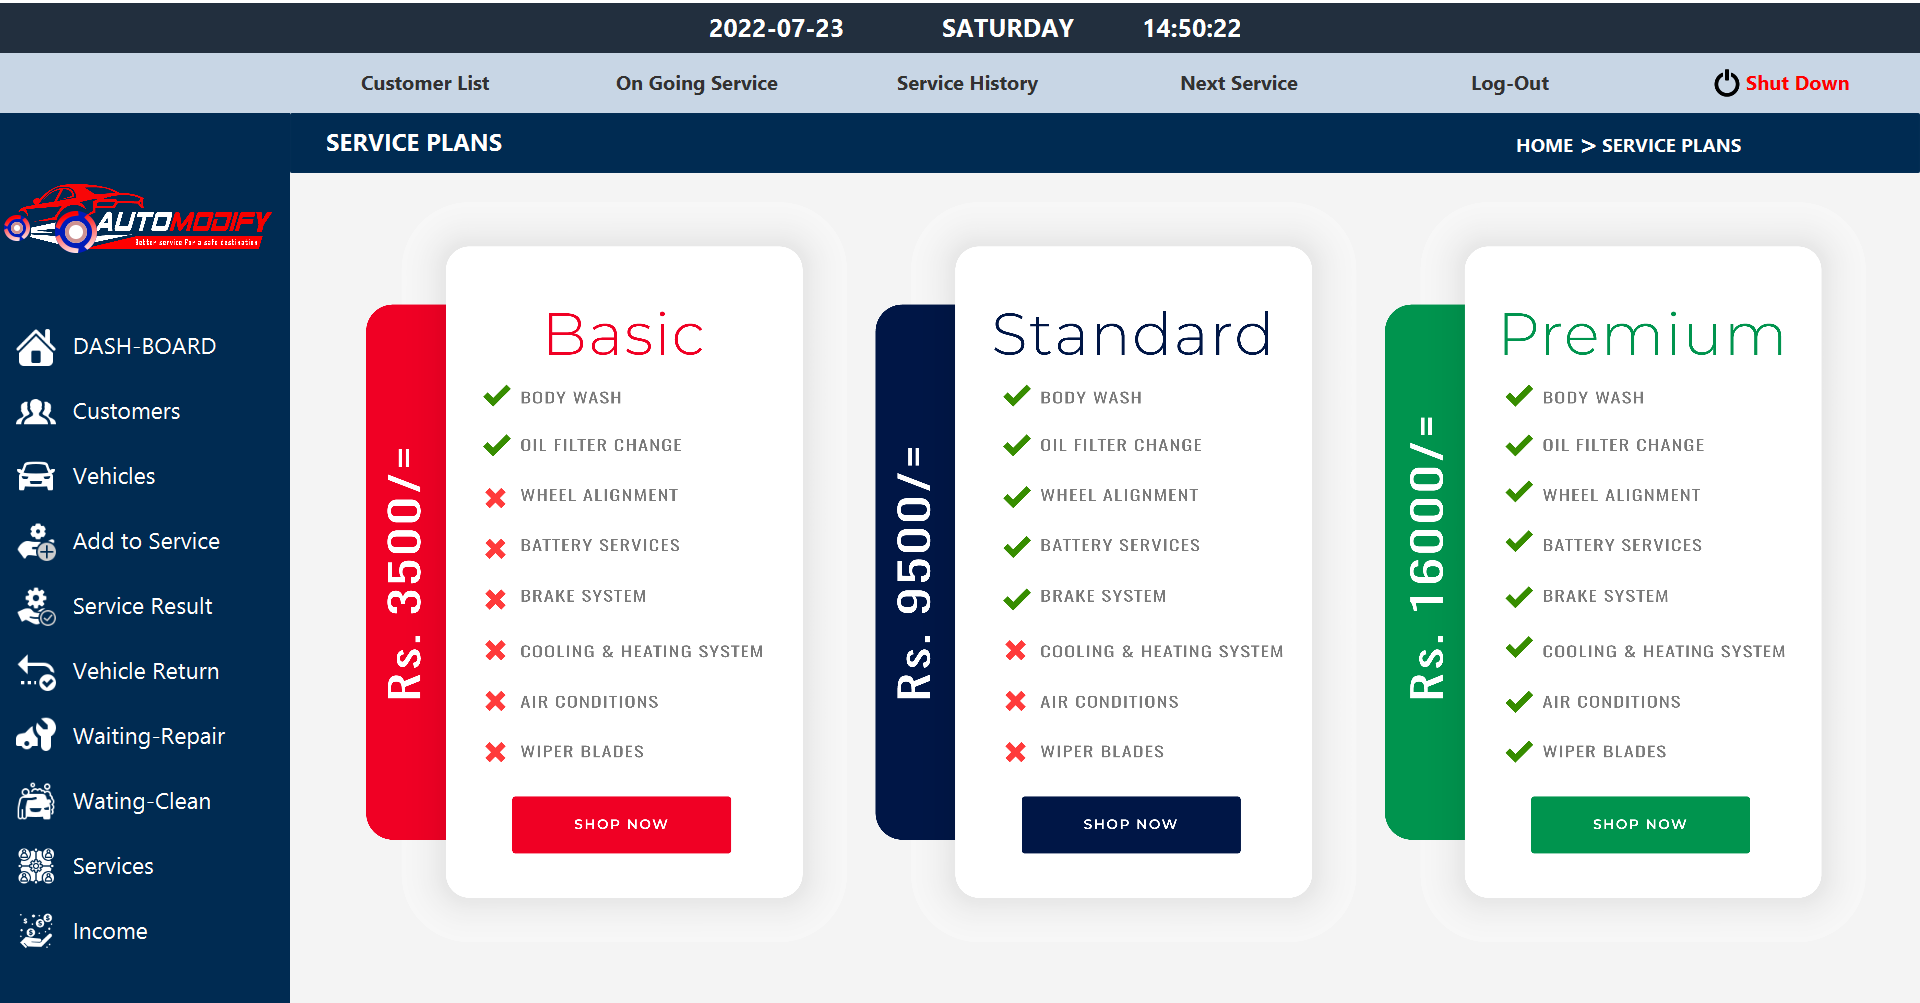 2022-07-23 SATURDAY 14:50:22
Customer List On Going Service Service History Next Service Log-Out Shut Down
SERVICE PLANS HOME > SERVICE PLANS
AUTOMODIFY
Better service For a safe destination
DASH-BOARD
Customers
Vehicles
Add to Service
Service Result
Vehicle Return
Waiting-Repair
Wating-Clean
Services
Income
Rs. 3500/=
Basic
BODY WASH
OIL FILTER CHANGE
WHEEL ALIGNMENT
BATTERY SERVICES
BRAKE SYSTEM
COOLING & HEATING SYSTEM
AIR CONDITIONS
WIPER BLADES
SHOP NOW
Rs. 9500/=
Standard
BODY WASH
OIL FILTER CHANGE
WHEEL ALIGNMENT
BATTERY SERVICES
BRAKE SYSTEM
COOLING & HEATING SYSTEM
AIR CONDITIONS
WIPER BLADES
SHOP NOW
Rs. 16000/=
Premium
BODY WASH
OIL FILTER CHANGE
WHEEL ALIGNMENT
BATTERY SERVICES
BRAKE SYSTEM
COOLING & HEATING SYSTEM
AIR CONDITIONS
WIPER BLADES
SHOP NOW